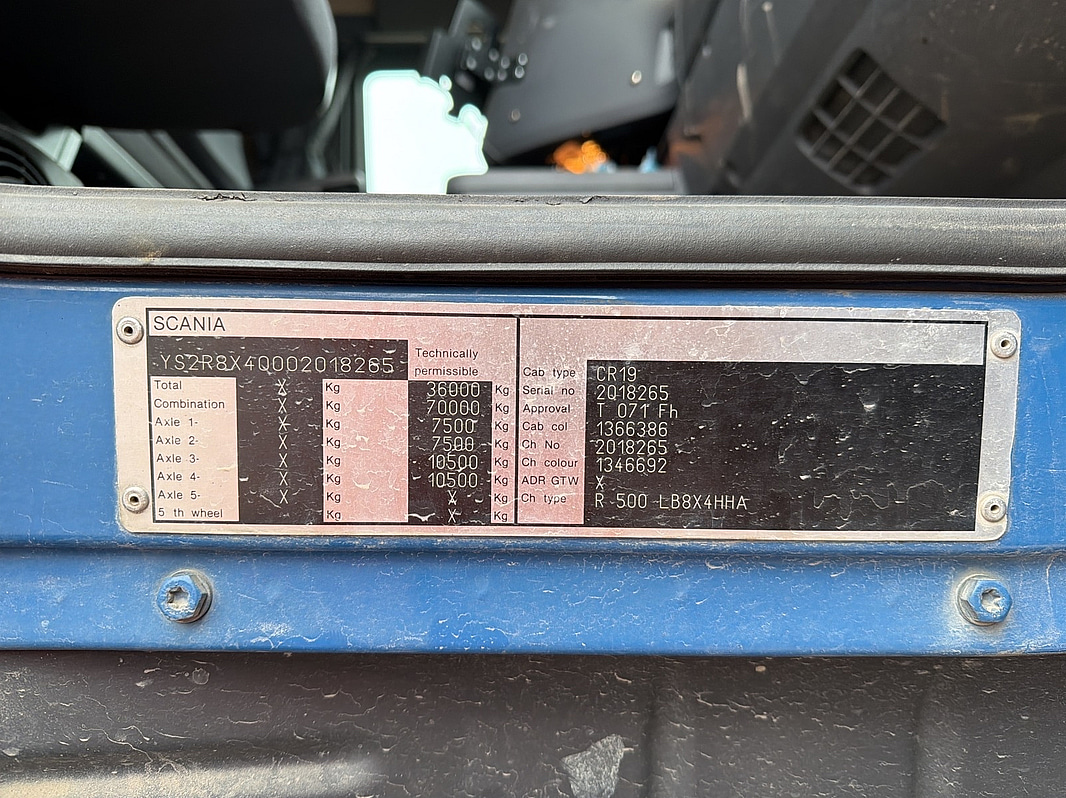 SCANIA
YS2R8X40002018265
Technically
permissible
Total X Kg 36000 Kg
Combination X Kg 70000 Kg
Axle 1- X Kg 7500 Kg
Axle 2- X Kg 7500 Kg
Axle 3- X Kg 10500 Kg
Axle 4- X Kg 10500 Kg
Axle 5- X Kg X Kg
5 th wheel Kg X Kg
Cab type CR19
Serial no 2018265
Approval T 071 Fh
Cab col 1366386
Ch No 2018265
Ch colour 1346692
ADR GTW X
Ch type R 500 LB8X4HHA